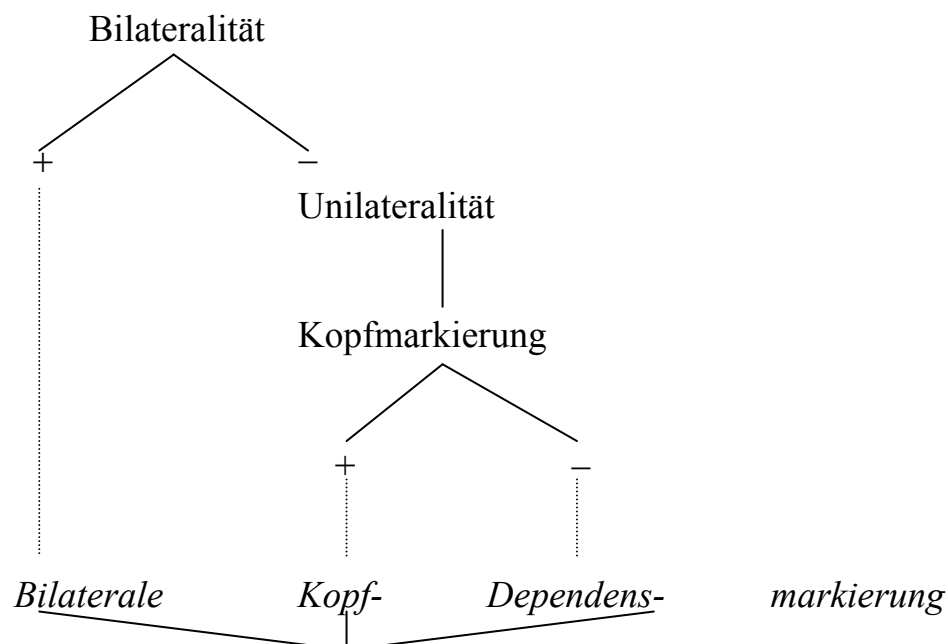 Bilateralität
+ –
Unilateralität
Kopfmarkierung
+ –
Bilaterale Kopf- Dependens- markierung